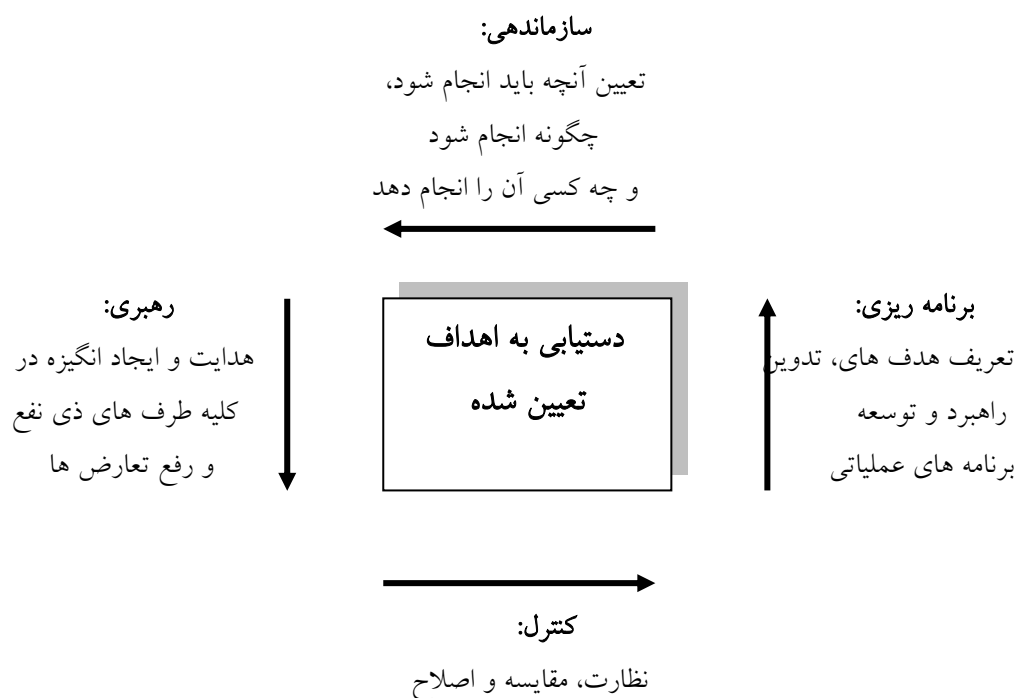 سازماندهی:
تعیین آنچه باید انجام شود،
چگونه انجام شود
و چه کسی آن را انجام دهد
برنامه ریزی:
تعریف هدف های، تدوین
راهبرد و توسعه
برنامه های عملیاتی
دستیابی به اهداف
تعیین شده
رهبری:
هدایت و ایجاد انگیزه در
کلیه طرف های ذی نفع
و رفع تعارض ها
کنترل:
نظارت، مقایسه و اصلاح